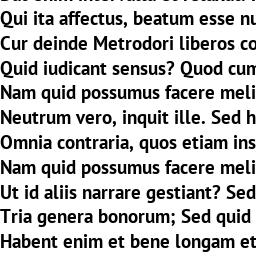 Qui ita affectus, beatum esse nu
Cur deinde Metrodori liberos co
Quid iudicant sensus? Quod cum
Nam quid possumus facere meli
Neutrum vero, inquit ille. Sed h
Omnia contraria, quos etiam ins
Nam quid possumus facere meli
Ut id aliis narrare gestiant? Sed
Tria genera bonorum; Sed quid
Habent enim et bene longam et